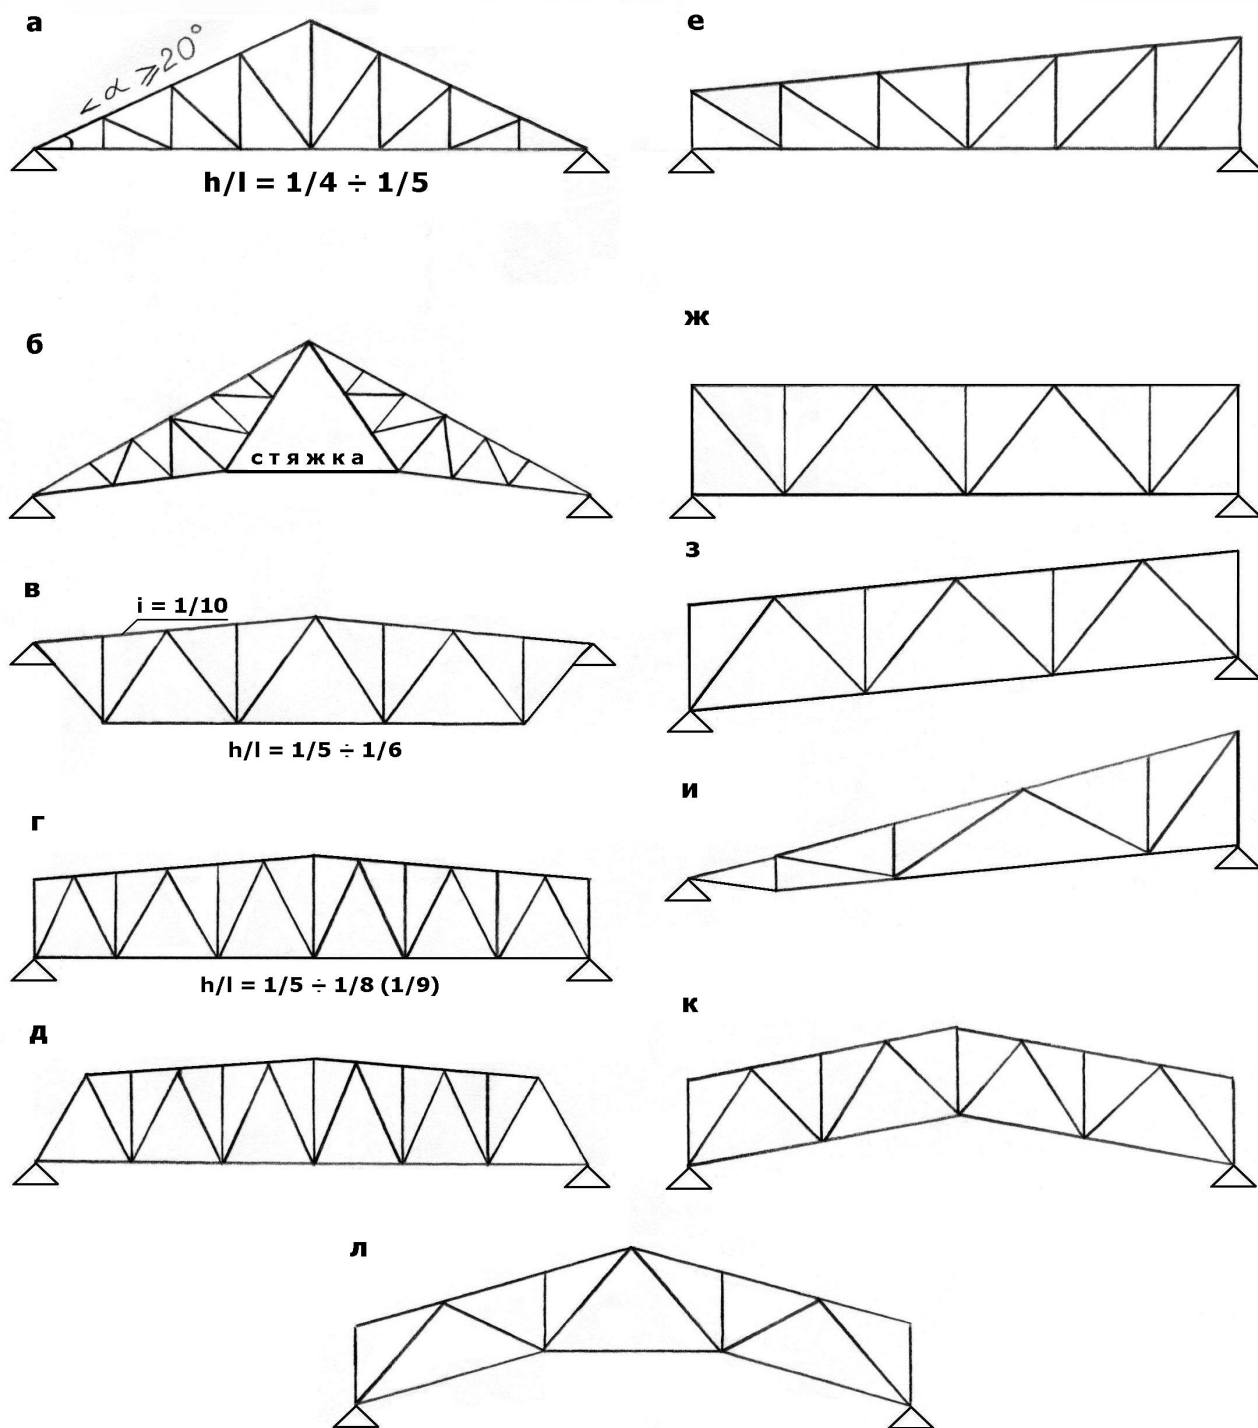 а
< α ⩾ 20°
h/l = 1/4 ÷ 1/5
б
стяжка
в
i = 1/10
h/l = 1/5 ÷ 1/6
г
h/l = 1/5 ÷ 1/8 (1/9)
д
е
ж
з
и
к
л